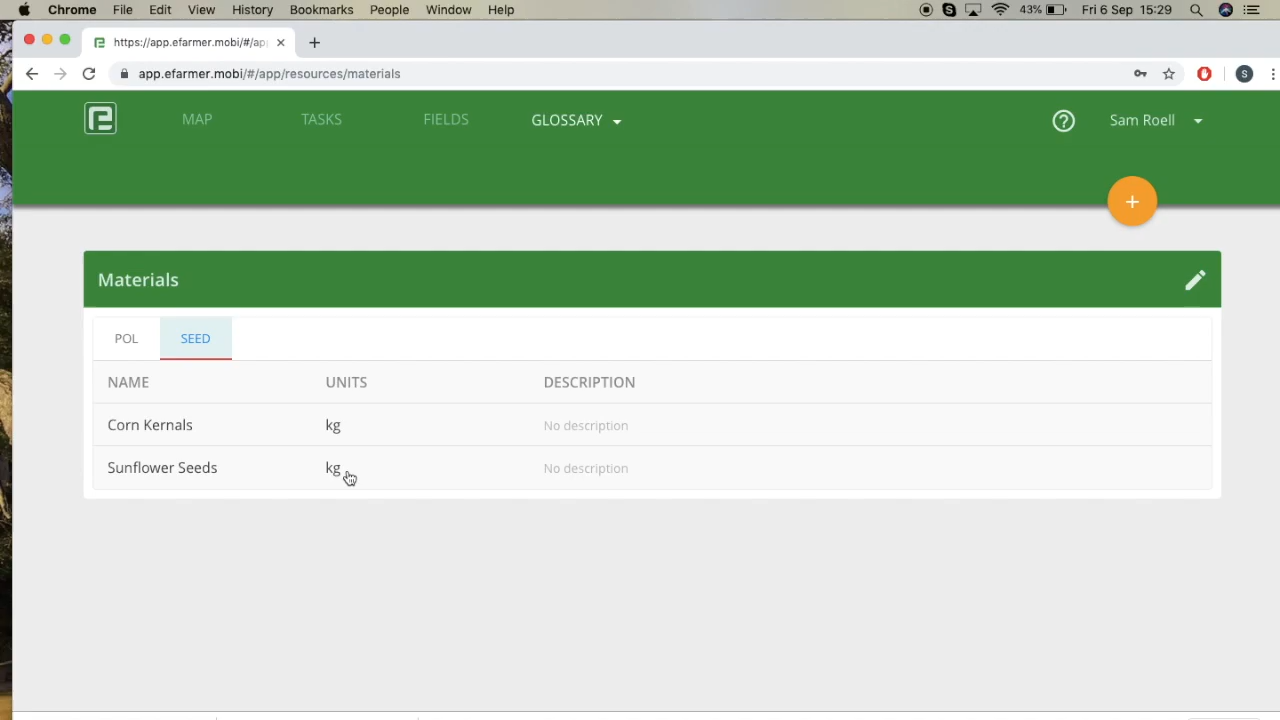 Chrome File Edit View History Bookmarks People Window Help 43% Fri 6 Sep 15:29
https://app.efarmer.mobi/#/ap
app.efarmer.mobi/#/app/resources/materials S
MAP TASKS FIELDS GLOSSARY Sam Roell
Materials
POL SEED
NAME UNITS DESCRIPTION
Corn Kernals kg No description
Sunflower Seeds kg No description